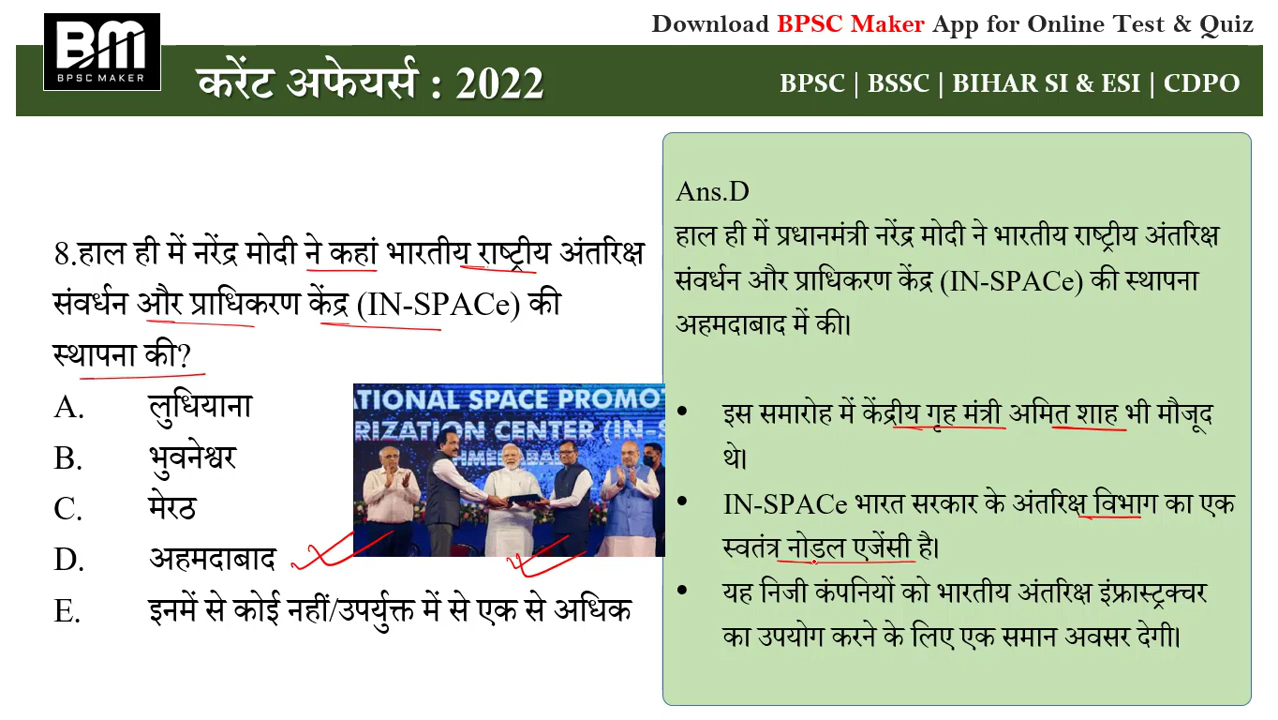 Download BPSC Maker App for Online Test & Quiz
BM
BPSC MAKER
करेंट अफेयर्स : 2022
BPSC | BSSC | BIHAR SI & ESI | CDPO
8.हाल ही में नरेंद्र मोदी ने कहां भारतीय राष्ट्रीय अंतरिक्ष
संवर्धन और प्राधिकरण केंद्र (IN-SPACe) की
स्थापना की?
A. लुधियाना
B. भुवनेश्वर
C. मेरठ
D. अहमदाबाद
E. इनमें से कोई नहीं/उपर्युक्त में से एक से अधिक
ATIONAL SPACE PROMOT
RIZATION CENTER (IN-S
AHMEDABAD
Ans.D
हाल ही में प्रधानमंत्री नरेंद्र मोदी ने भारतीय राष्ट्रीय अंतरिक्ष
संवर्धन और प्राधिकरण केंद्र (IN-SPACe) की स्थापना
अहमदाबाद में की।
• इस समारोह में केंद्रीय गृह मंत्री अमित शाह भी मौजूद
थे।
• IN-SPACe भारत सरकार के अंतरिक्ष विभाग का एक
स्वतंत्र नोडल एजेंसी है।
• यह निजी कंपनियों को भारतीय अंतरिक्ष इंफ्रास्ट्रक्चर
का उपयोग करने के लिए एक समान अवसर देगी।